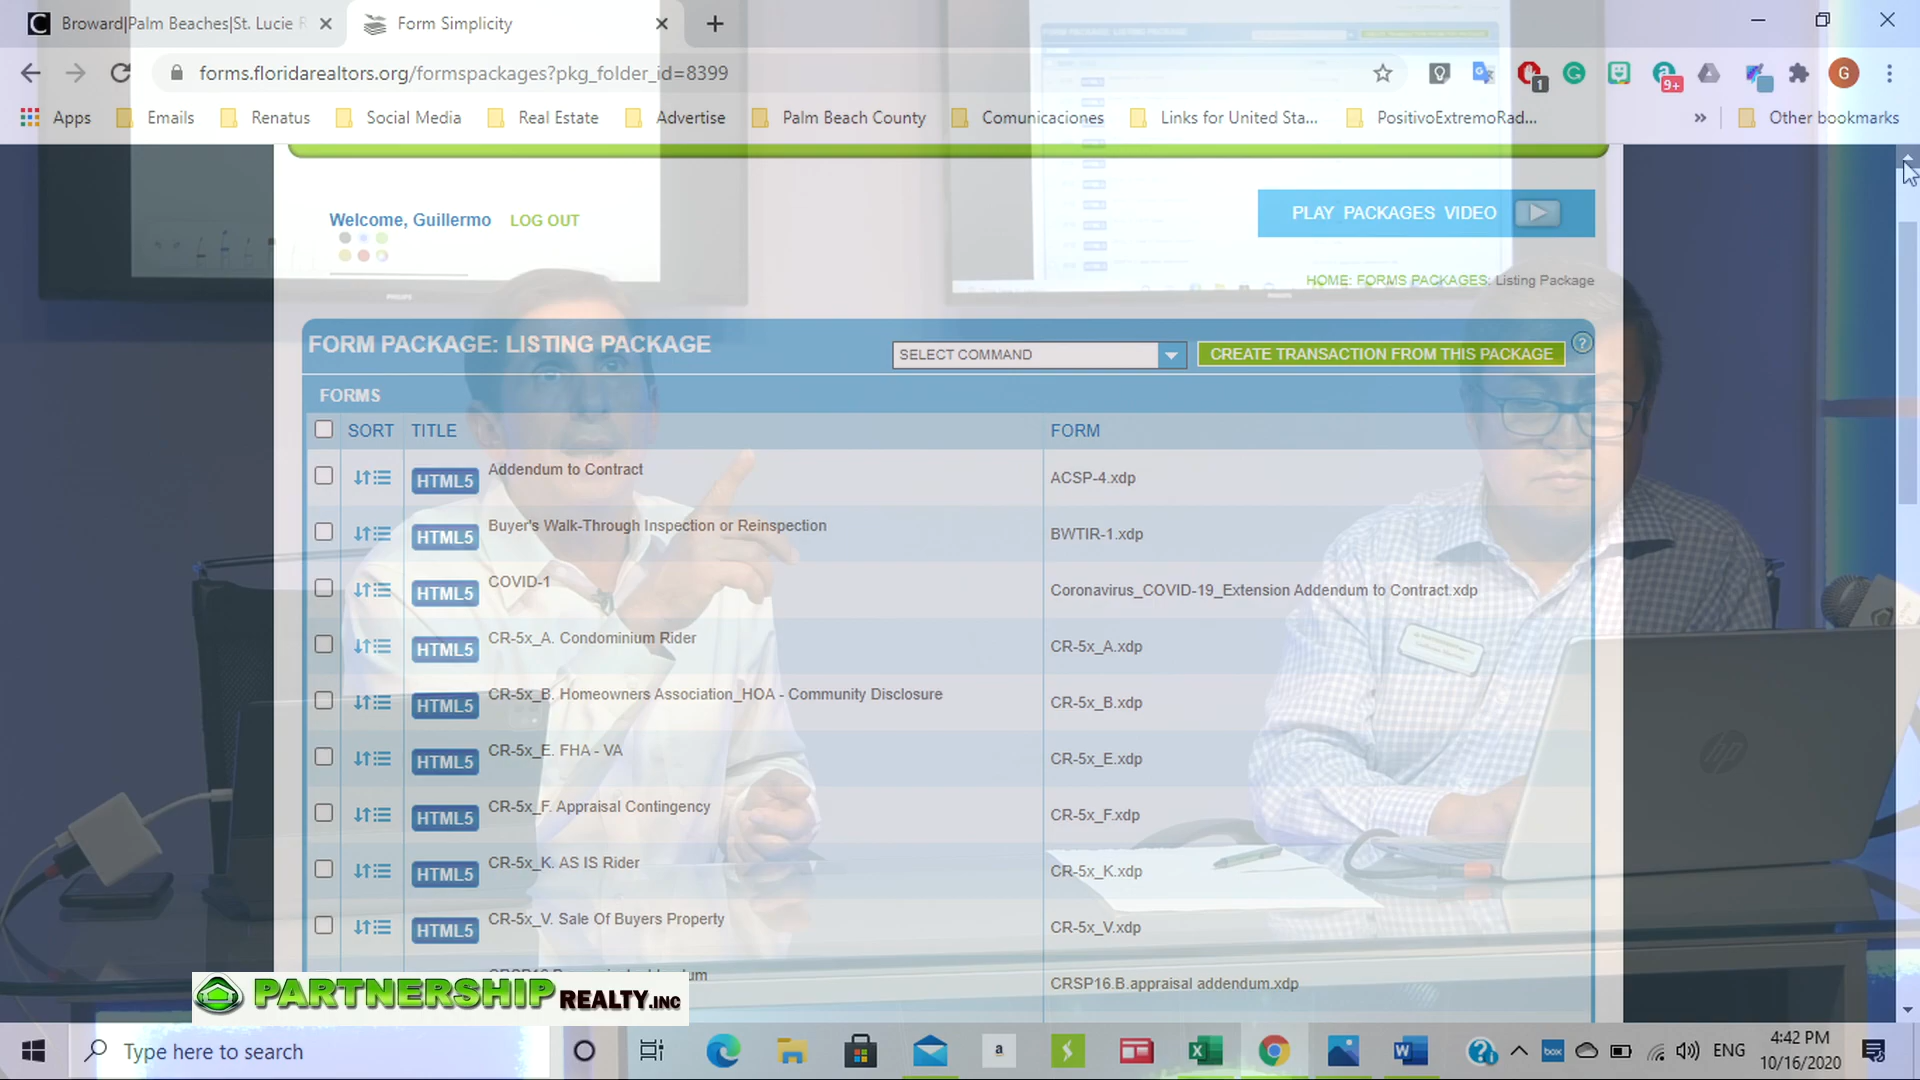 Broward|Palm Beaches|St. Lucie R
Form Simplicity
forms.floridarealtors.org/formspackages?pkg_folder_id=8399
1
9+
G
Apps
Emails
Renatus
Social Media
Real Estate
Advertise
Palm Beach County
Comunicaciones
Links for United Sta...
PositivoExtremoRad...
»
Other bookmarks
Welcome, Guillermo LOG OUT
PLAY PACKAGES VIDEO
PHILIPS
HOME: FORMS PACKAGES: Listing Package
FORM PACKAGE: LISTING PACKAGE
SELECT COMMAND
CREATE TRANSACTION FROM THIS PACKAGE
?
FORMS
SORT TITLE FORM
HTML5 Addendum to Contract ACSP-4.xdp
HTML5 Buyer's Walk-Through Inspection or Reinspection BWTIR-1.xdp
HTML5 COVID-1 Coronavirus_COVID-19_Extension Addendum to Contract.xdp
HTML5 CR-5x_A. Condominium Rider CR-5x_A.xdp
HTML5 CR-5x_B. Homeowners Association_HOA - Community Disclosure CR-5x_B.xdp
HTML5 CR-5x_E. FHA - VA CR-5x_E.xdp
HTML5 CR-5x_F. Appraisal Contingency CR-5x_F.xdp
HTML5 CR-5x_K. AS IS Rider CR-5x_K.xdp
HTML5 CR-5x_V. Sale Of Buyers Property CR-5x_V.xdp
CRSP16.B.appraisal addendum.xdp
hp
PARTNERSHIP REALTY.INC
Type here to search
a
box
ENG
4:42 PM
10/16/2020